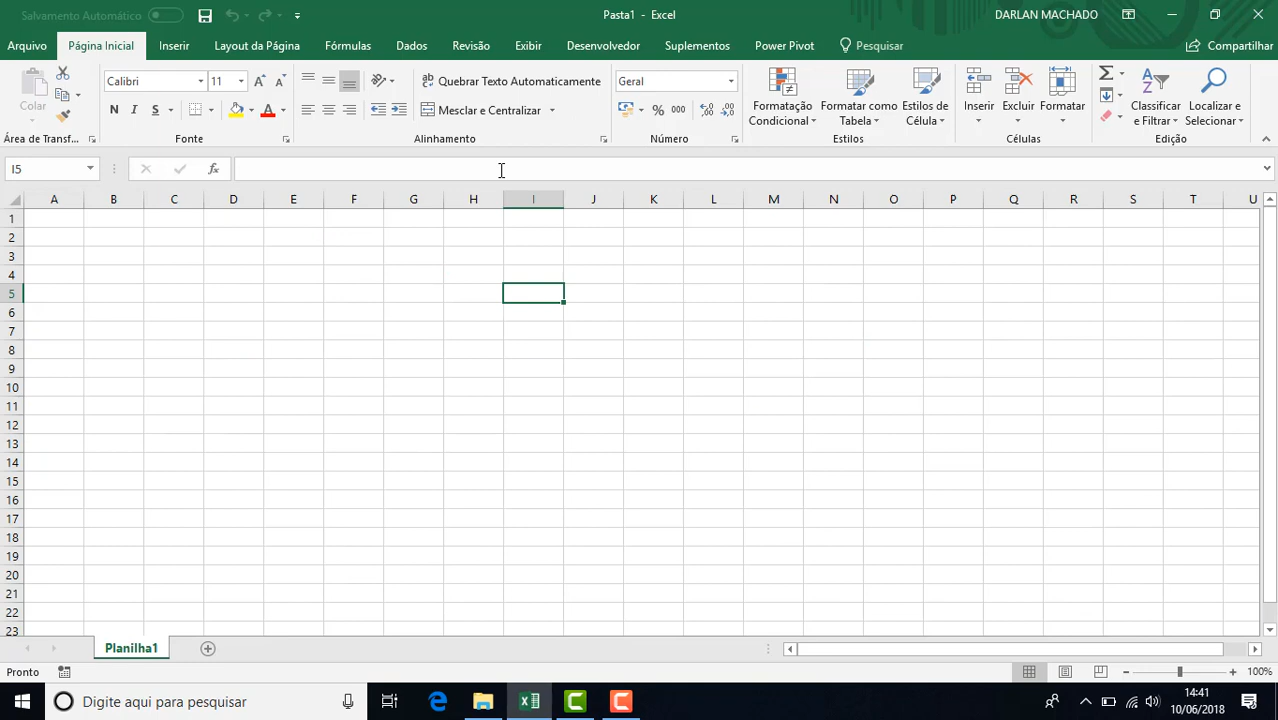 Salvamento Automático
Pasta1 - Excel
DARLAN MACHADO
Arquivo Página Inicial Inserir Layout da Página Fórmulas Dados Revisão Exibir Desenvolvedor Suplementos Power Pivot Pesquisar Compartilhar
Colar
Calibri 11
N I S
Quebrar Texto Automaticamente
Mesclar e Centralizar
Geral
% 000
Formatação Condicional
Formatar como Tabela
Estilos de Célula
Inserir
Excluir
Formatar
Classificar e Filtrar
Localizar e Selecionar
Área de Transf... Fonte Alinhamento Número Estilos Células Edição
I5 fx
A B C D E F G H I J K L M N O P Q R S T U
1
2
3
4
5
6
7
8
9
10
11
12
13
14
15
16
17
18
19
20
21
22
23
Planilha1
Pronto 100%
Digite aqui para pesquisar
14:41
10/06/2018